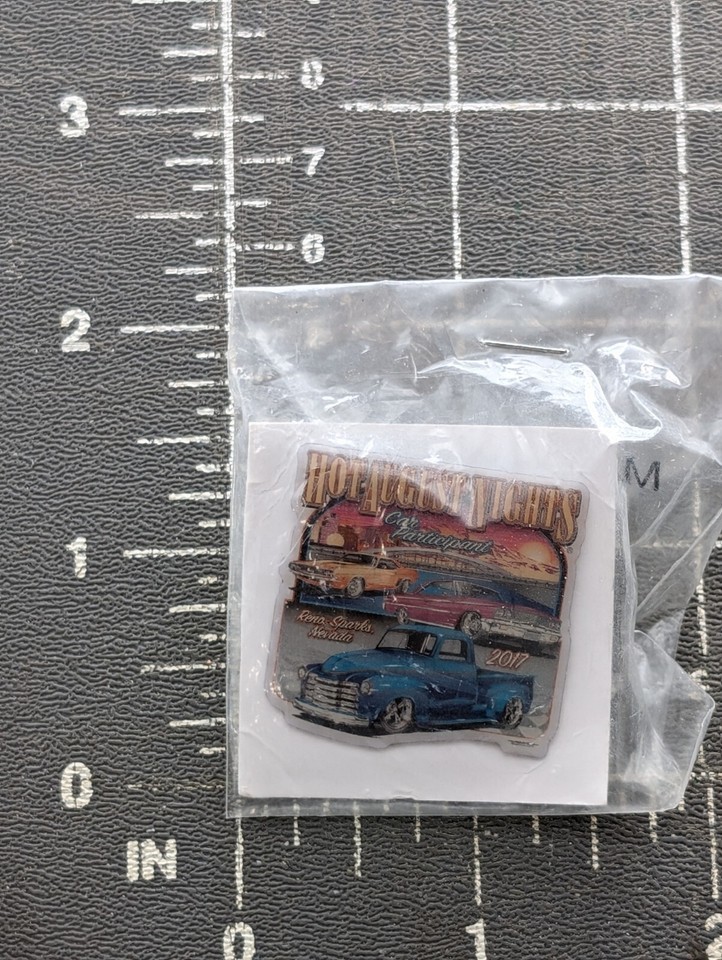 8
3
7
6
2
M
HOT AUGUST NIGHTS
Car
Participant
1
Reno, Sparks,
Nevada
2017
0
IN
0
1